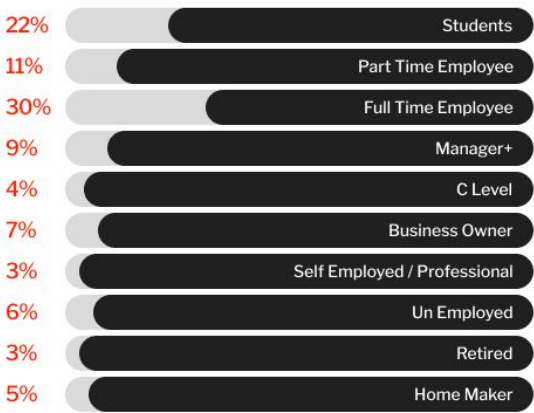 22% Students
11% Part Time Employee
30% Full Time Employee
9% Manager+
4% C Level
7% Business Owner
3% Self Employed / Professional
6% Un Employed
3% Retired
5% Home Maker